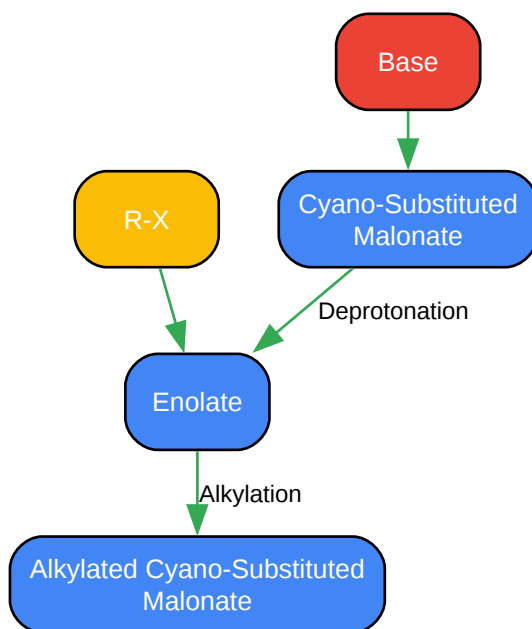 Base
R-X
Cyano-Substituted
Malonate
Deprotonation
Enolate
Alkylation
Alkylated Cyano-Substituted
Malonate